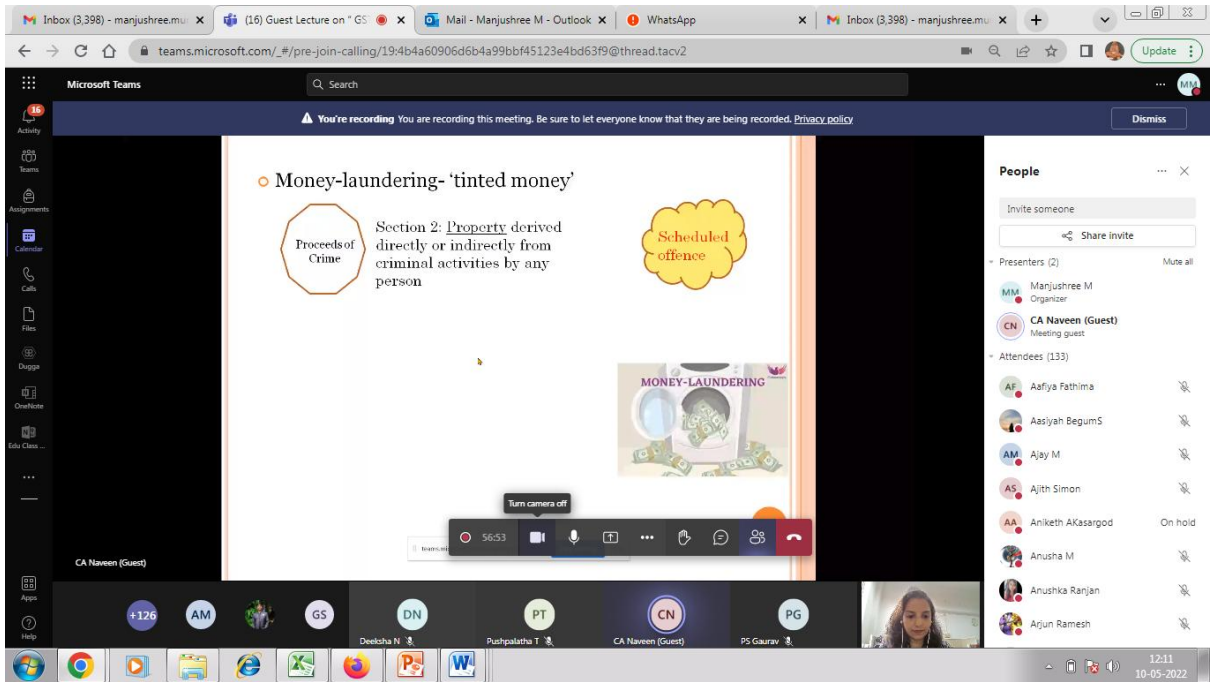 Inbox (3,398) - manjushree.mu
(16) Guest Lecture on " GS
Mail - Manjushree M - Outlook
WhatsApp
Inbox (3,398) - manjushree.mu
teams.microsoft.com/_#/pre-join-calling/19:4b4a60906d6b4a99bbf45123e4bd63f9@thread.tacv2
Update
Microsoft Teams
Search
MM
You're recording You are recording this meeting. Be sure to let everyone know that they are being recorded. Privacy policy
Dismiss
16
Activity
Teams
Assignments
Calendar
Calls
Files
Dugga
OneNote
Edu Class ...
Apps
Help
Money-laundering- ‘tinted money’
Proceeds of
Crime
Section 2: Property derived
directly or indirectly from
criminal activities by any
person
Scheduled
offence
MONEY-LAUNDERING
Turn camera off
56:53
CA Naveen (Guest)
People
Invite someone
Share invite
Presenters (2)
Mute all
MM
Manjushree M
Organizer
CN
CA Naveen (Guest)
Meeting guest
Attendees (133)
AF
Aafiya Fathima
Aasiyah BegumS
AM
Ajay M
AS
Ajith Simon
AA
Aniketh AKasargod
On hold
Anusha M
Anushka Ranjan
Arjun Ramesh
+126
AM
GS
DN
Deeksha N
PT
Pushpalatha T
CN
CA Naveen (Guest)
PG
PS Gaurav
12:11
10-05-2022